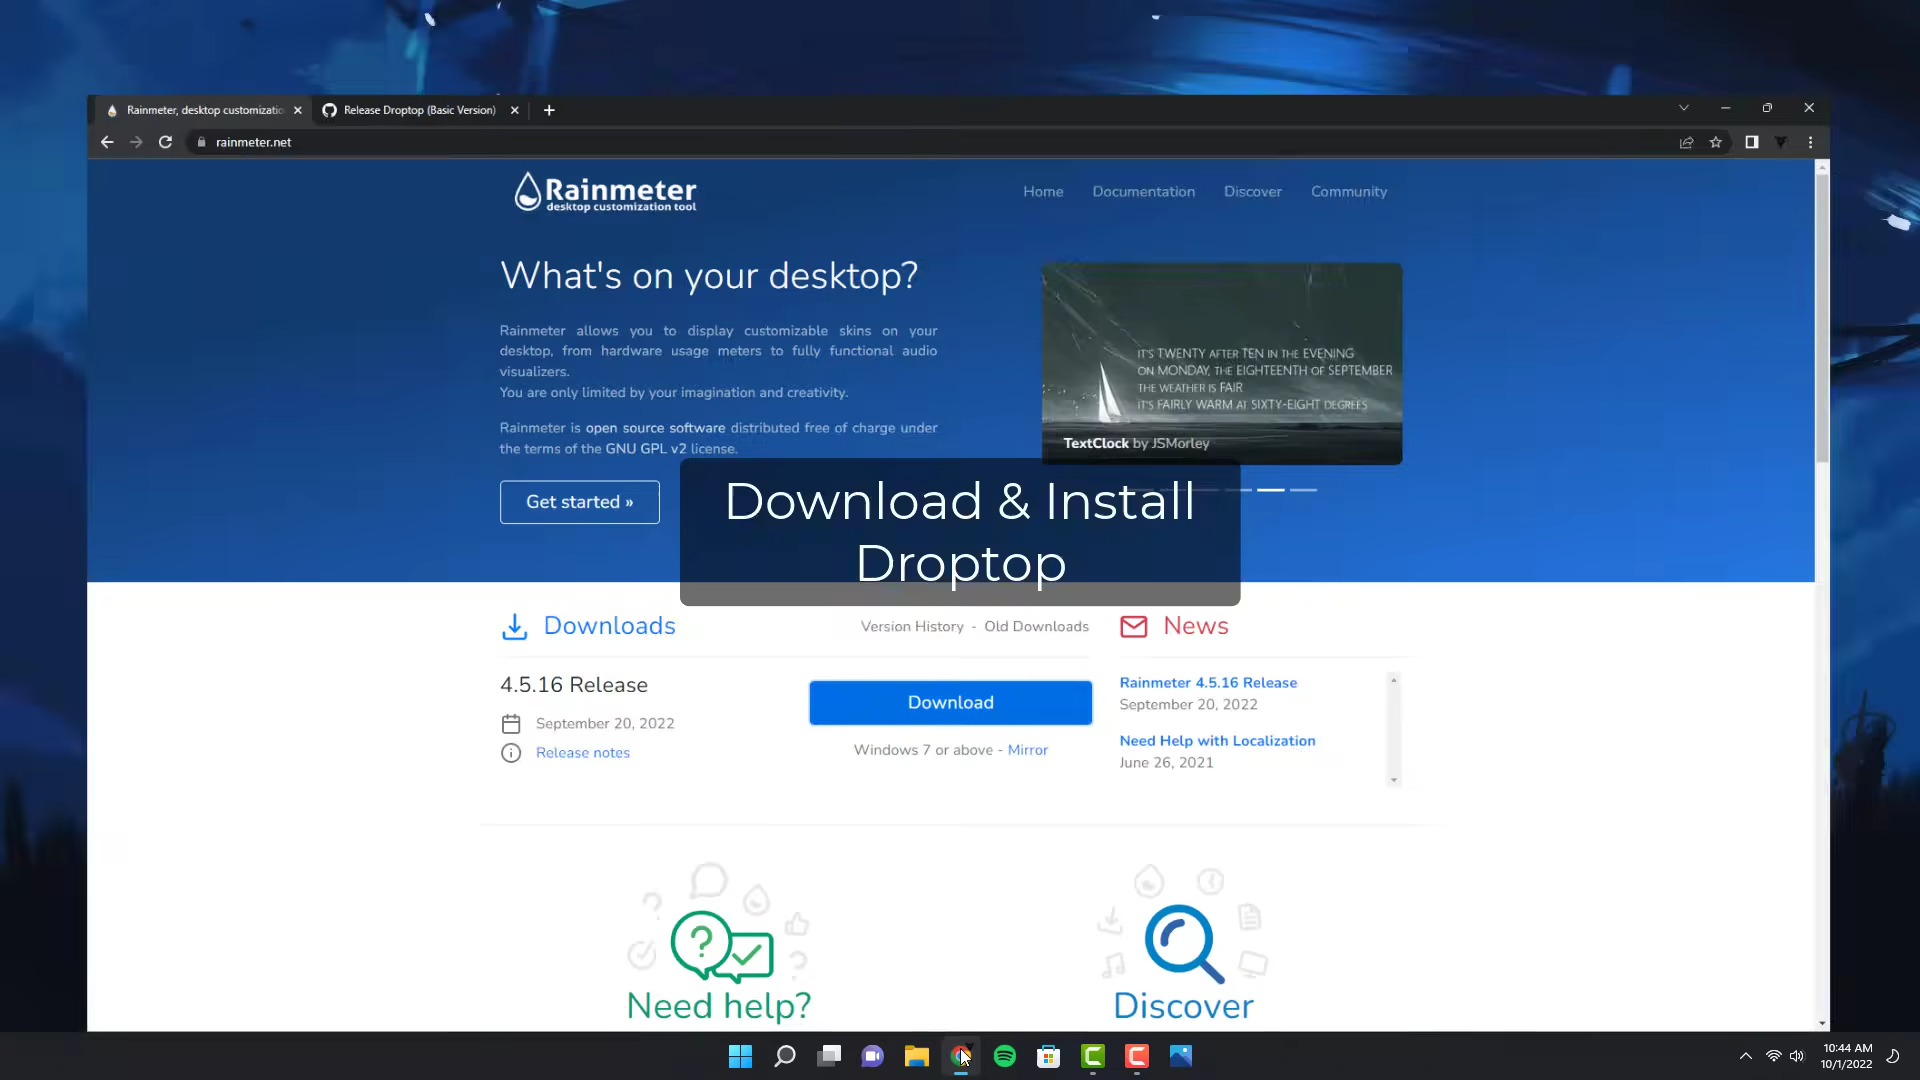 Rainmeter, desktop customizatio
Release Droptop (Basic Version)
rainmeter.net
Rainmeter
desktop customization tool
Home
Documentation
Discover
Community
What's on your desktop?
Rainmeter allows you to display customizable skins on your
desktop, from hardware usage meters to fully functional audio
visualizers.
You are only limited by your imagination and creativity.
Rainmeter is open source software distributed free of charge under
the terms of the GNU GPL v2 license.
Get started »
IT'S TWENTY AFTER TEN IN THE EVENING
ON MONDAY, THE EIGHTEENTH OF SEPTEMBER
THE WEATHER IS FAIR
IT'S FAIRLY WARM AT SIXTY-EIGHT DEGREES
TextClock by JSMorley
Download & Install
Droptop
Downloads
Version History - Old Downloads
4.5.16 Release
September 20, 2022
Release notes
Download
Windows 7 or above - Mirror
News
Rainmeter 4.5.16 Release
September 20, 2022
Need Help with Localization
June 26, 2021
Need help?
Discover
10:44 AM
10/1/2022